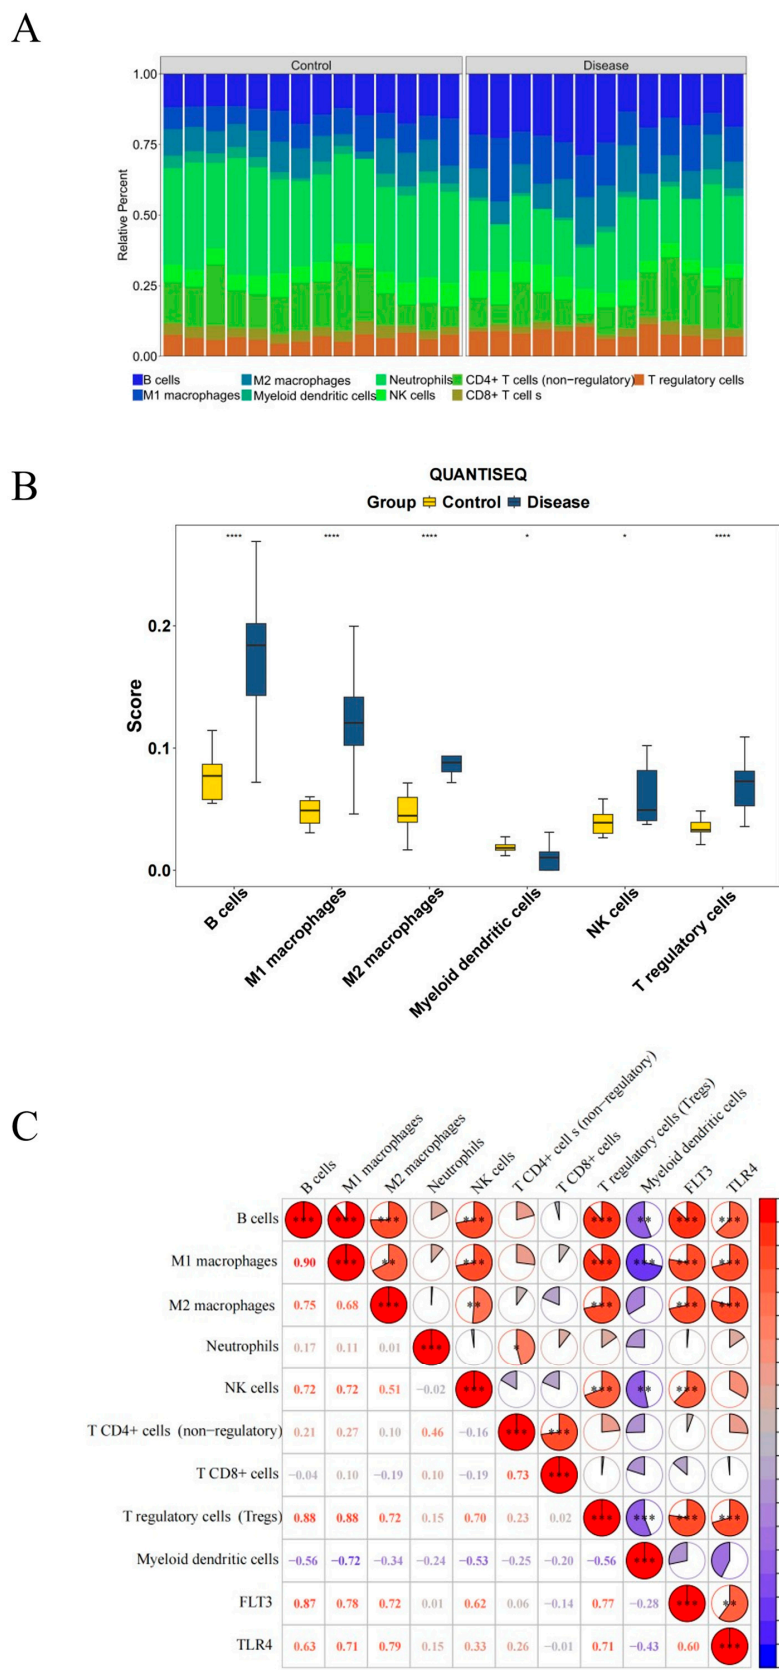 A
Control Disease
1.00
0.75
0.50
0.25
0.00
Relative Percent
B cells M2 macrophages Neutrophils CD4+ T cells (non−regulatory) T regulatory cells
M1 macrophages Myeloid dendritic cells NK cells CD8+ T cell s
B
QUANTISEQ
Group Control Disease
**** **** **** * * ****
0.2
0.1
0.0
Score
B cells
M1 macrophages
M2 macrophages
Myeloid dendritic cells
NK cells
T regulatory cells
C
B cells
M1 macrophages
M2 macrophages
Neutrophils
NK cells
T CD4+ cell s (non−regulatory)
T CD8+ cells
T regulatory cells (Tregs)
Myeloid dendritic cells
FLT3
TLR4
B cells *** *** *** *** *** ** *** ***
M1 macrophages 0.90 *** ** *** *** *** *** ***
M2 macrophages 0.75 0.68 *** ** *** *** ***
Neutrophils 0.17 0.11 0.01 *** *
NK cells 0.72 0.72 0.51 −0.02 *** *** ** ***
T CD4+ cells (non−regulatory) 0.21 0.27 0.10 0.46 −0.16 *** ***
T CD8+ cells −0.04 0.10 −0.19 0.10 −0.19 0.73 ***
T regulatory cells (Tregs) 0.88 0.88 0.72 0.15 0.70 0.23 0.02 *** *** *** ***
Myeloid dendritic cells −0.56 −0.72 −0.34 −0.24 −0.53 −0.25 −0.20 −0.56 ***
FLT3 0.87 0.78 0.72 0.01 0.62 0.06 −0.14 0.77 −0.28 *** **
TLR4 0.63 0.71 0.79 0.15 0.33 0.26 −0.01 0.71 −0.43 0.60 ***